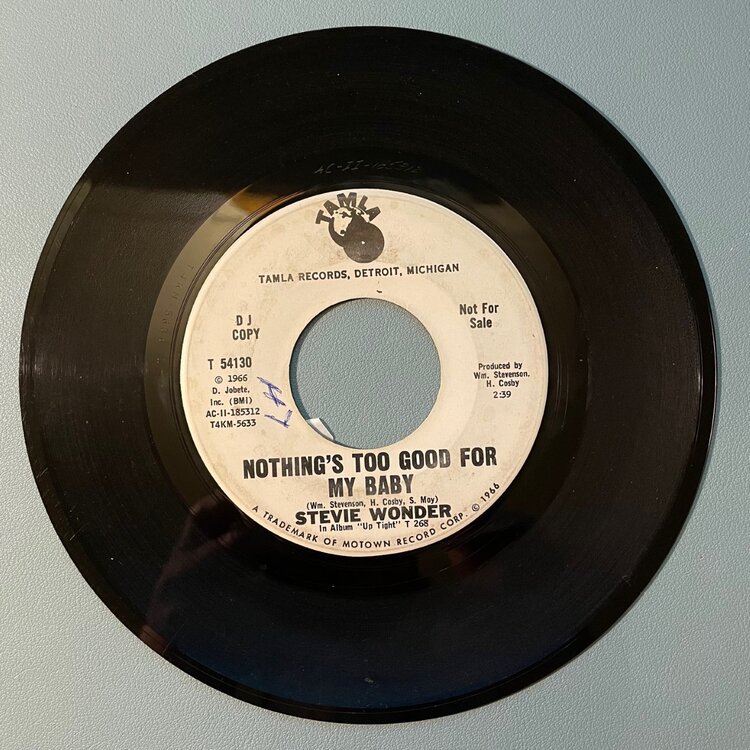 TAMLA
TAMLA RECORDS, DETROIT, MICHIGAN
D J
COPY
Not For
Sale
T 54130
© 1966
D. Jobete,
Inc. (BMI)
AC-II-185312
T4KM-5633
Produced by
Wm. Stevenson,
H. Cosby
2:39
NOTHING'S TOO GOOD FOR
MY BABY
(Wm. Stevenson, H. Cosby, S. Moy)
STEVIE WONDER
In Album "Up Tight" T 268
A TRADEMARK OF MOTOWN RECORD CORP. © 1966